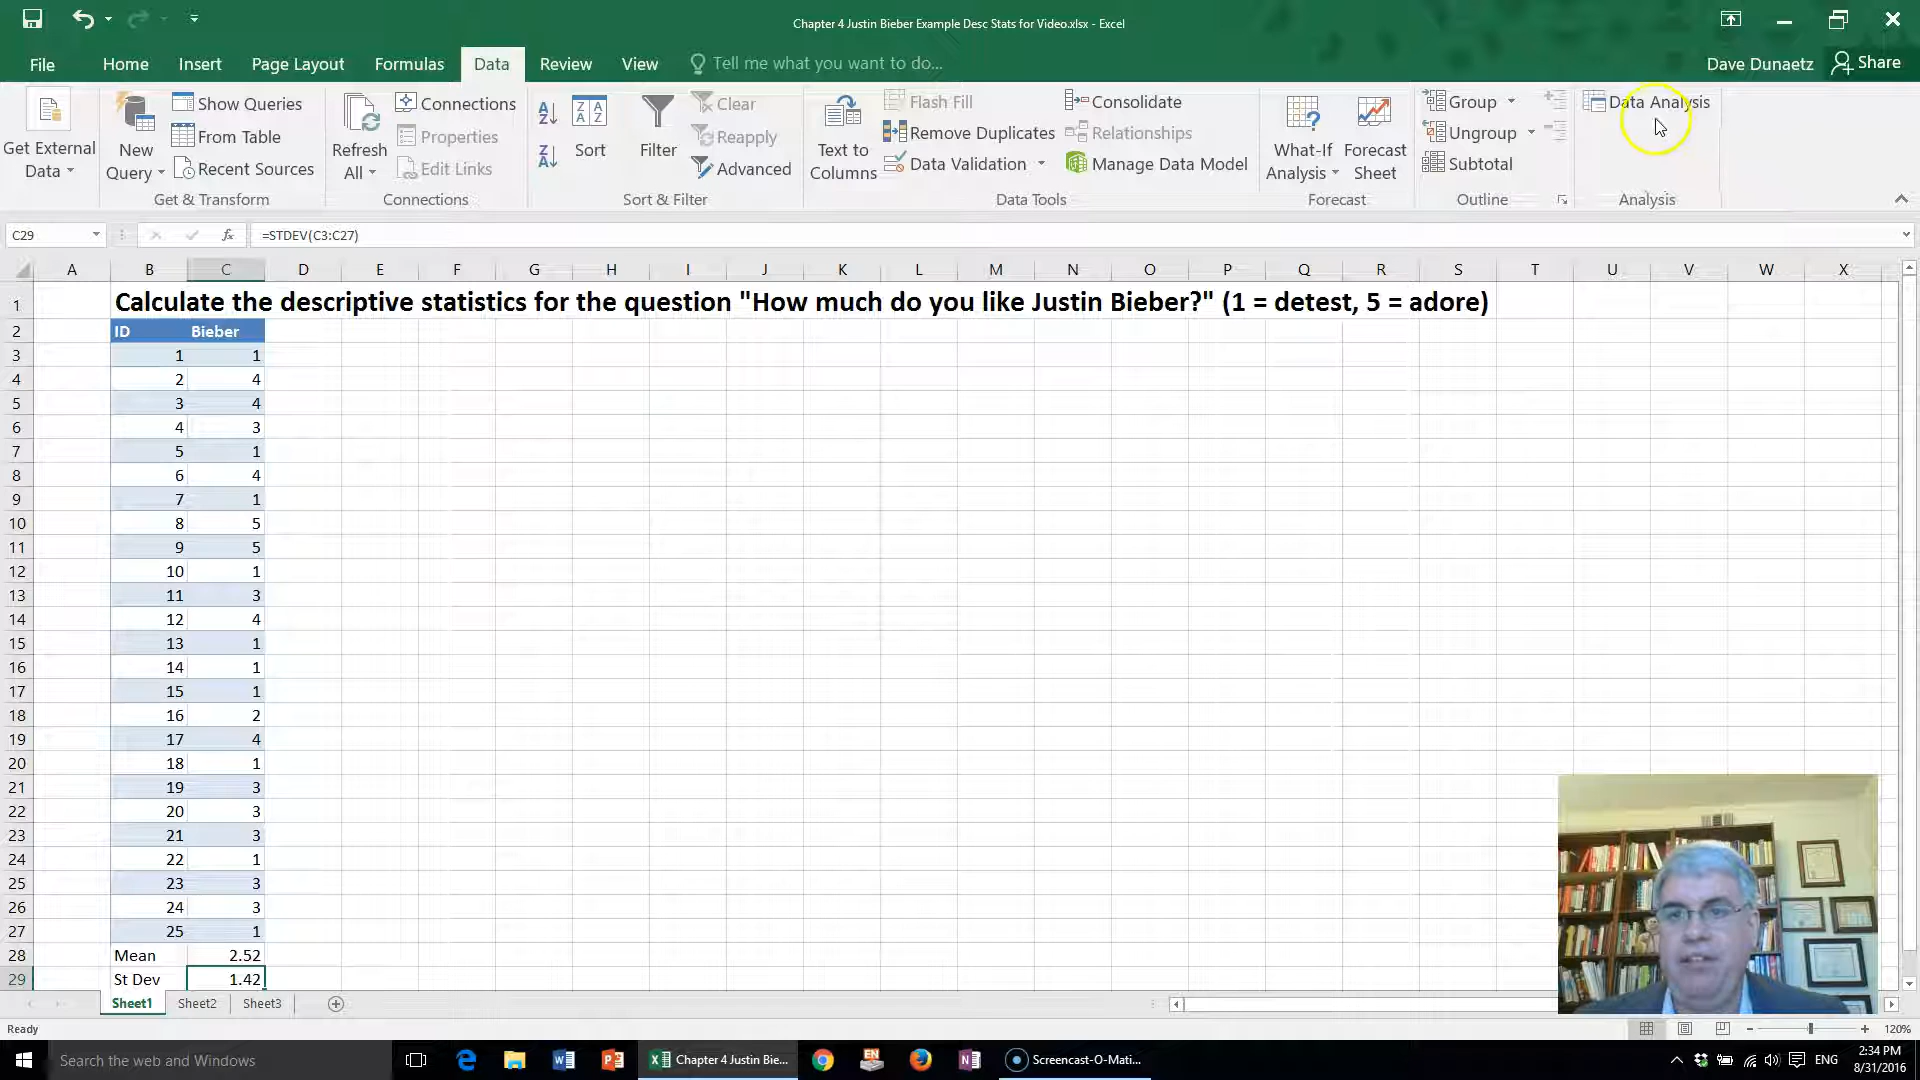 Chapter 4 Justin Bieber Example Desc Stats for Video.xlsx - Excel
File Home Insert Page Layout Formulas Data Review View Tell me what you want to do... Dave Dunaetz Share
Get External Data
New Query
Show Queries
From Table
Recent Sources
Get & Transform
Refresh All
Connections
Properties
Edit Links
Connections
Sort
Filter
Clear
Reapply
Advanced
Sort & Filter
Text to Columns
Flash Fill
Remove Duplicates
Data Validation
Consolidate
Relationships
Manage Data Model
Data Tools
What-If Analysis
Forecast Sheet
Forecast
Group
Ungroup
Subtotal
Outline
Data Analysis
Analysis
C29 fx =STDEV(C3:C27)
A B C D E F G H I J K L M N O P Q R S T U V W X
1 Calculate the descriptive statistics for the question "How much do you like Justin Bieber?" (1 = detest, 5 = adore)
2 ID Bieber
3 1 1
4 2 4
5 3 4
6 4 3
7 5 1
8 6 4
9 7 1
10 8 5
11 9 5
12 10 1
13 11 3
14 12 4
15 13 1
16 14 1
17 15 1
18 16 2
19 17 4
20 18 1
21 19 3
22 20 3
23 21 3
24 22 1
25 23 3
26 24 3
27 25 1
28 Mean 2.52
29 St Dev 1.42
Sheet1 Sheet2 Sheet3
Ready 120%
Search the web and Windows Chapter 4 Justin Bie... EN Screencast-O-Mati... ENG 2:34 PM
8/31/2016